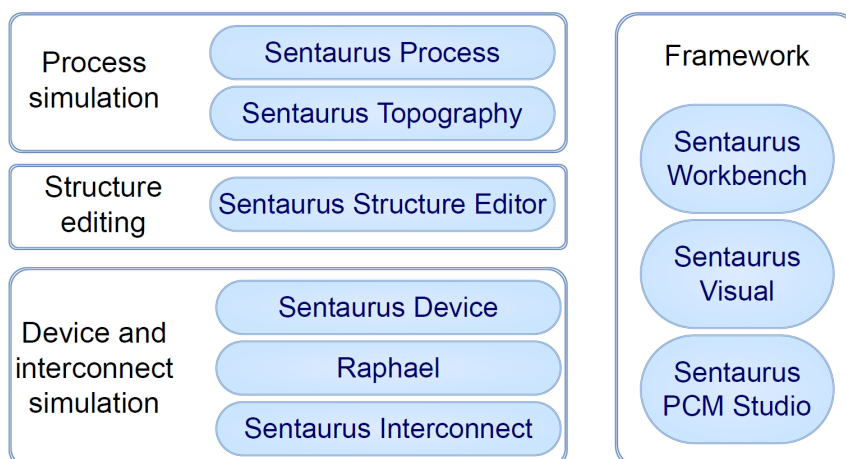 Process
simulation
Sentaurus Process
Sentaurus Topography
Structure
editing
Sentaurus Structure Editor
Device and
interconnect
simulation
Sentaurus Device
Raphael
Sentaurus Interconnect
Framework
Sentaurus
Workbench
Sentaurus
Visual
Sentaurus
PCM Studio